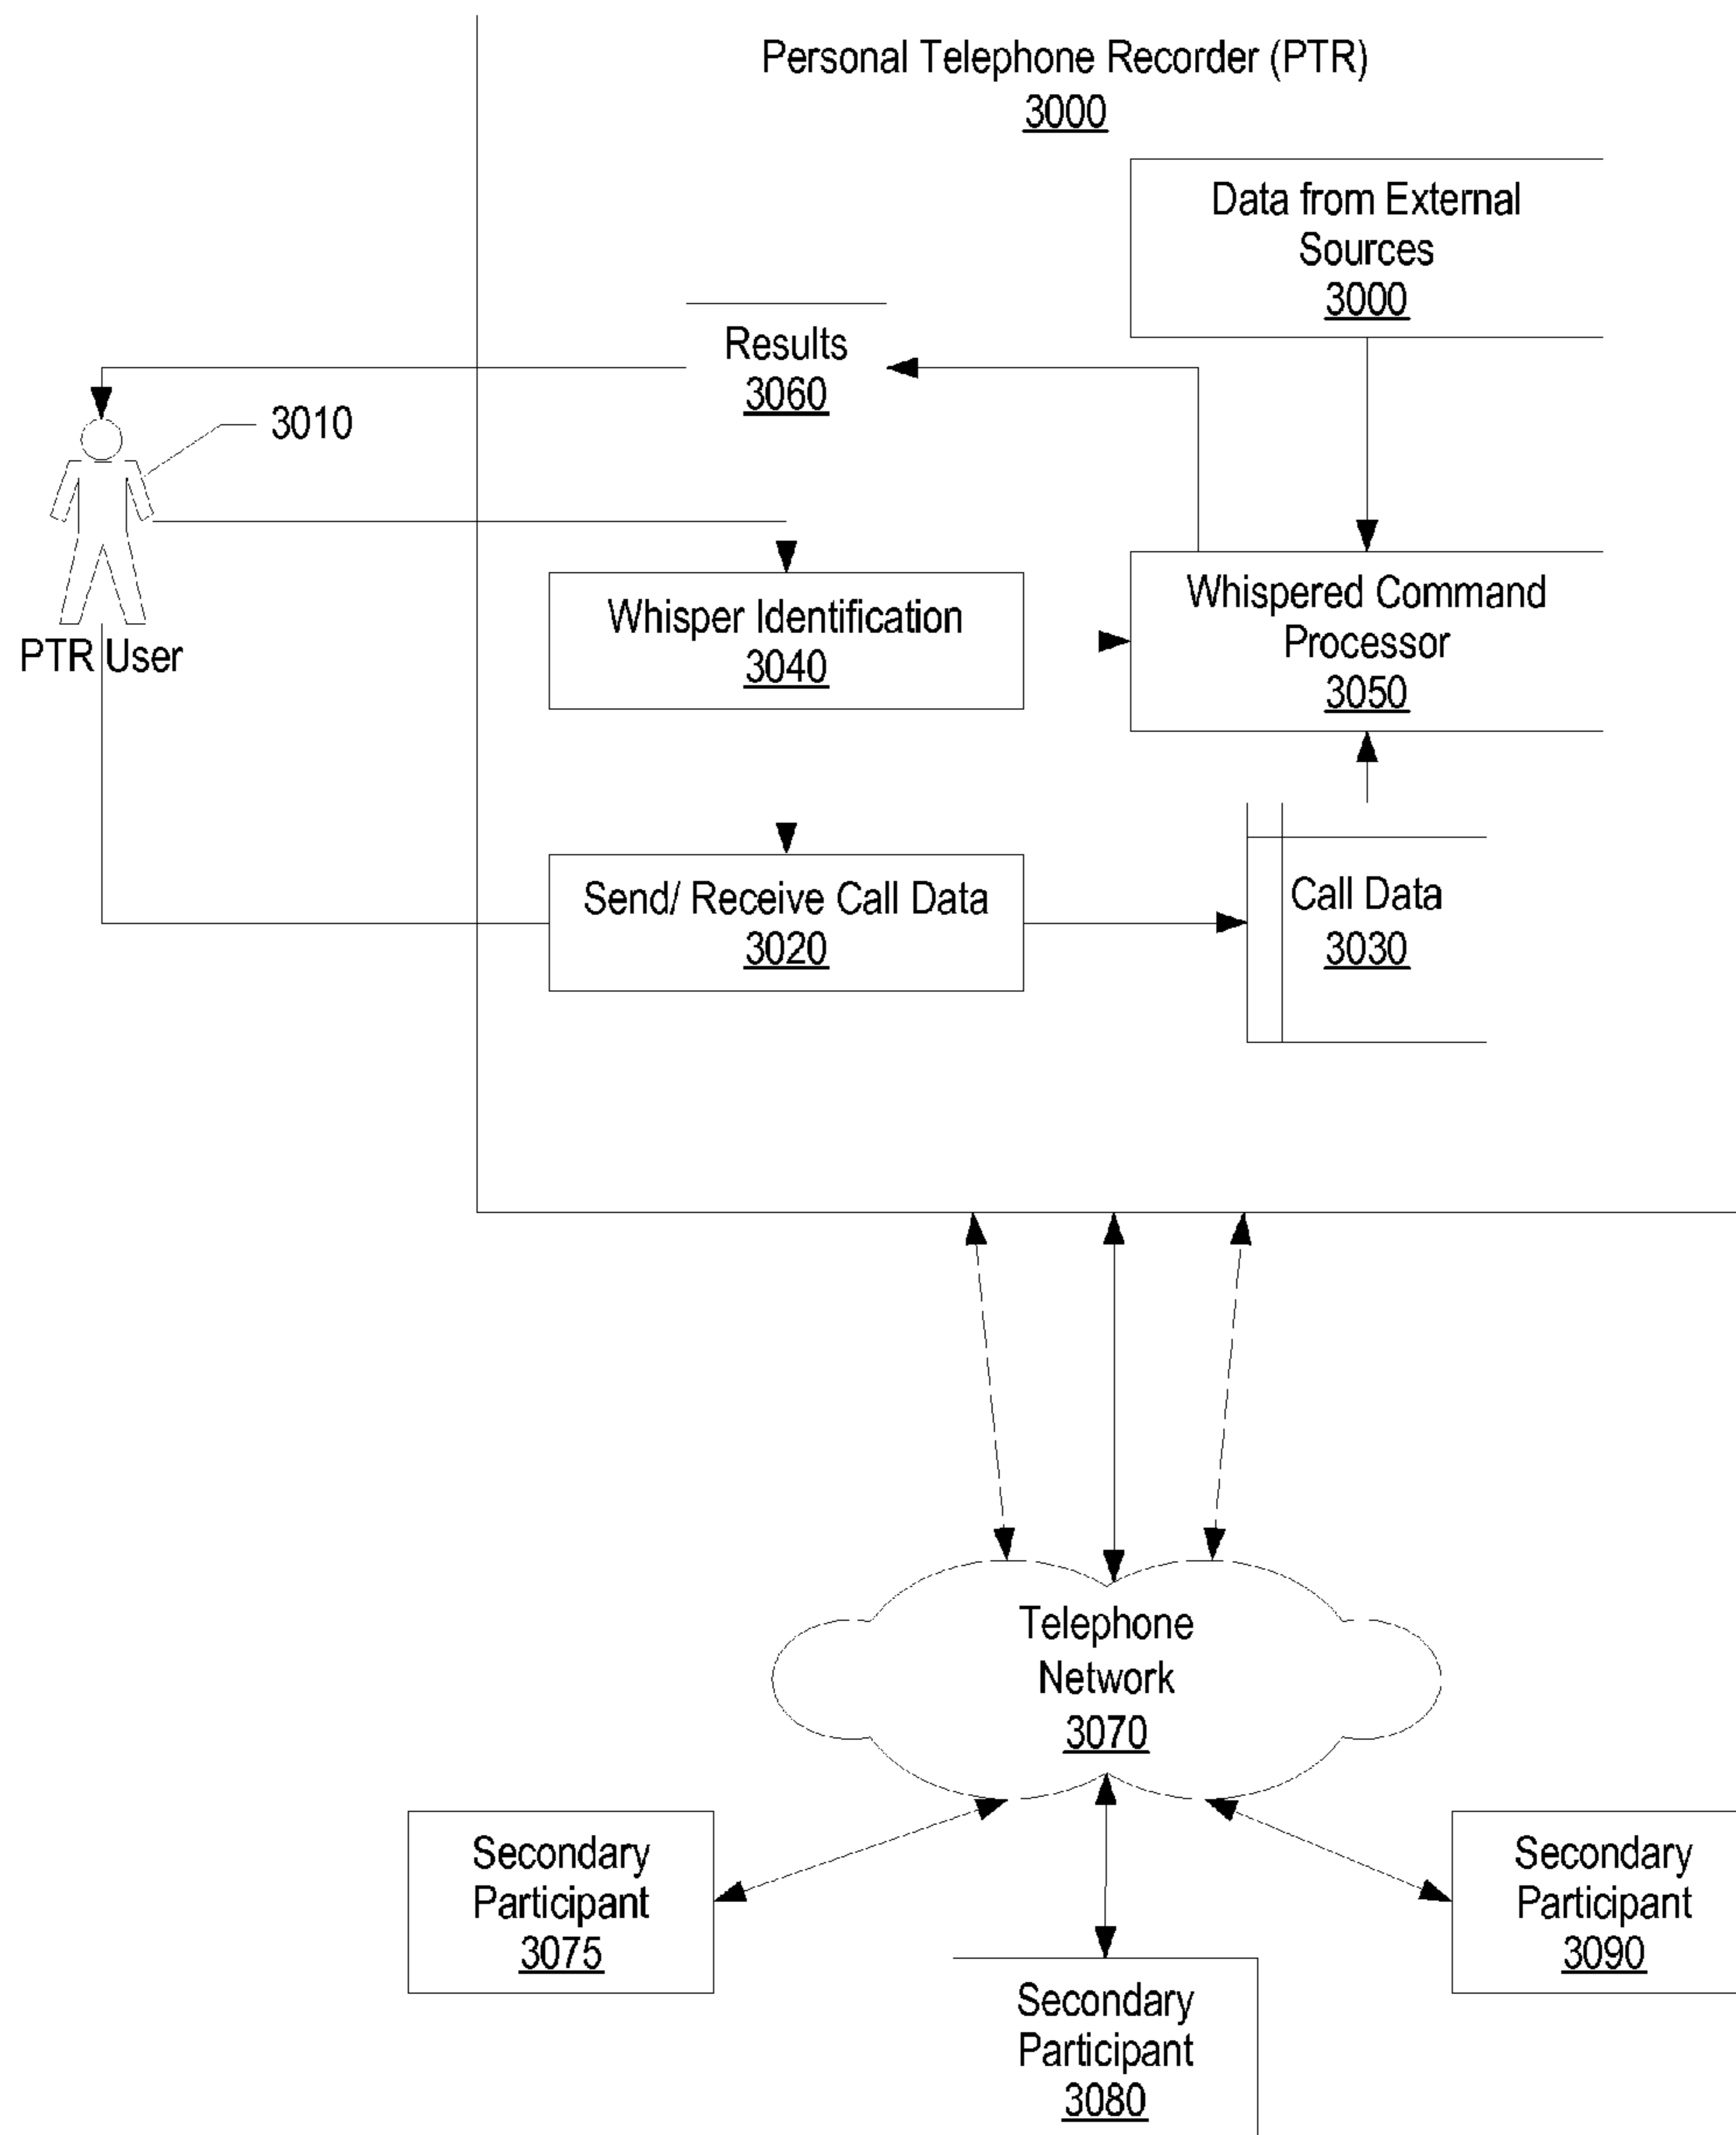 Personal Telephone Recorder (PTR)
3000
Data from External
Sources
3000
Results
3060
3010
PTR User
Whisper Identification
3040
Whispered Command
Processor
3050
Send/ Receive Call Data
3020
Call Data
3030
Telephone
Network
3070
Secondary
Participant
3075
Secondary
Participant
3080
Secondary
Participant
3090